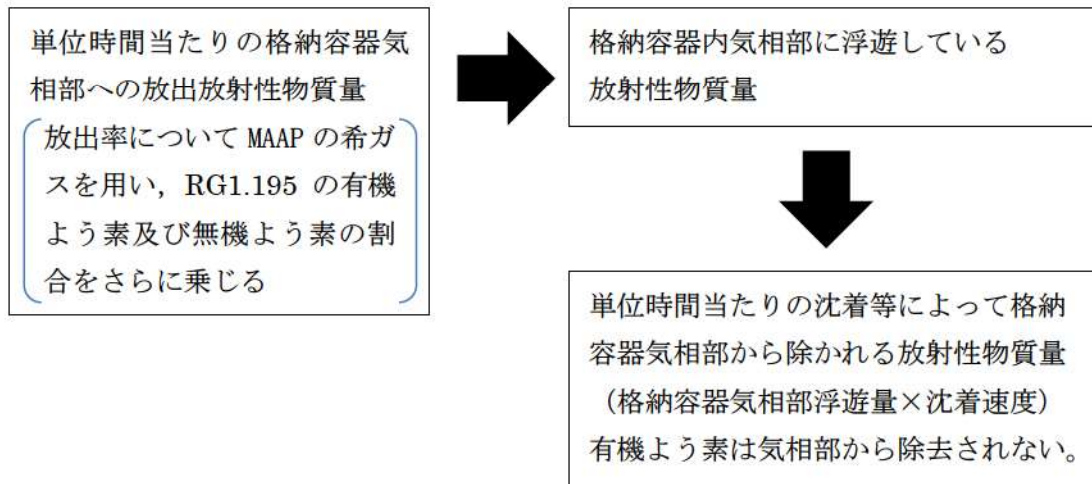 単位時間当たりの格納容器気
相部への放出放射性物質量
放出率について MAAP の希ガ
スを用い，RG1.195 の有機
よう素及び無機よう素の割
合をさらに乗じる
格納容器内気相部に浮遊している
放射性物質量
単位時間当たりの沈着等によって格納
容器気相部から除かれる放射性物質量
（格納容器気相部浮遊量×沈着速度）
有機よう素は気相部から除去されない。